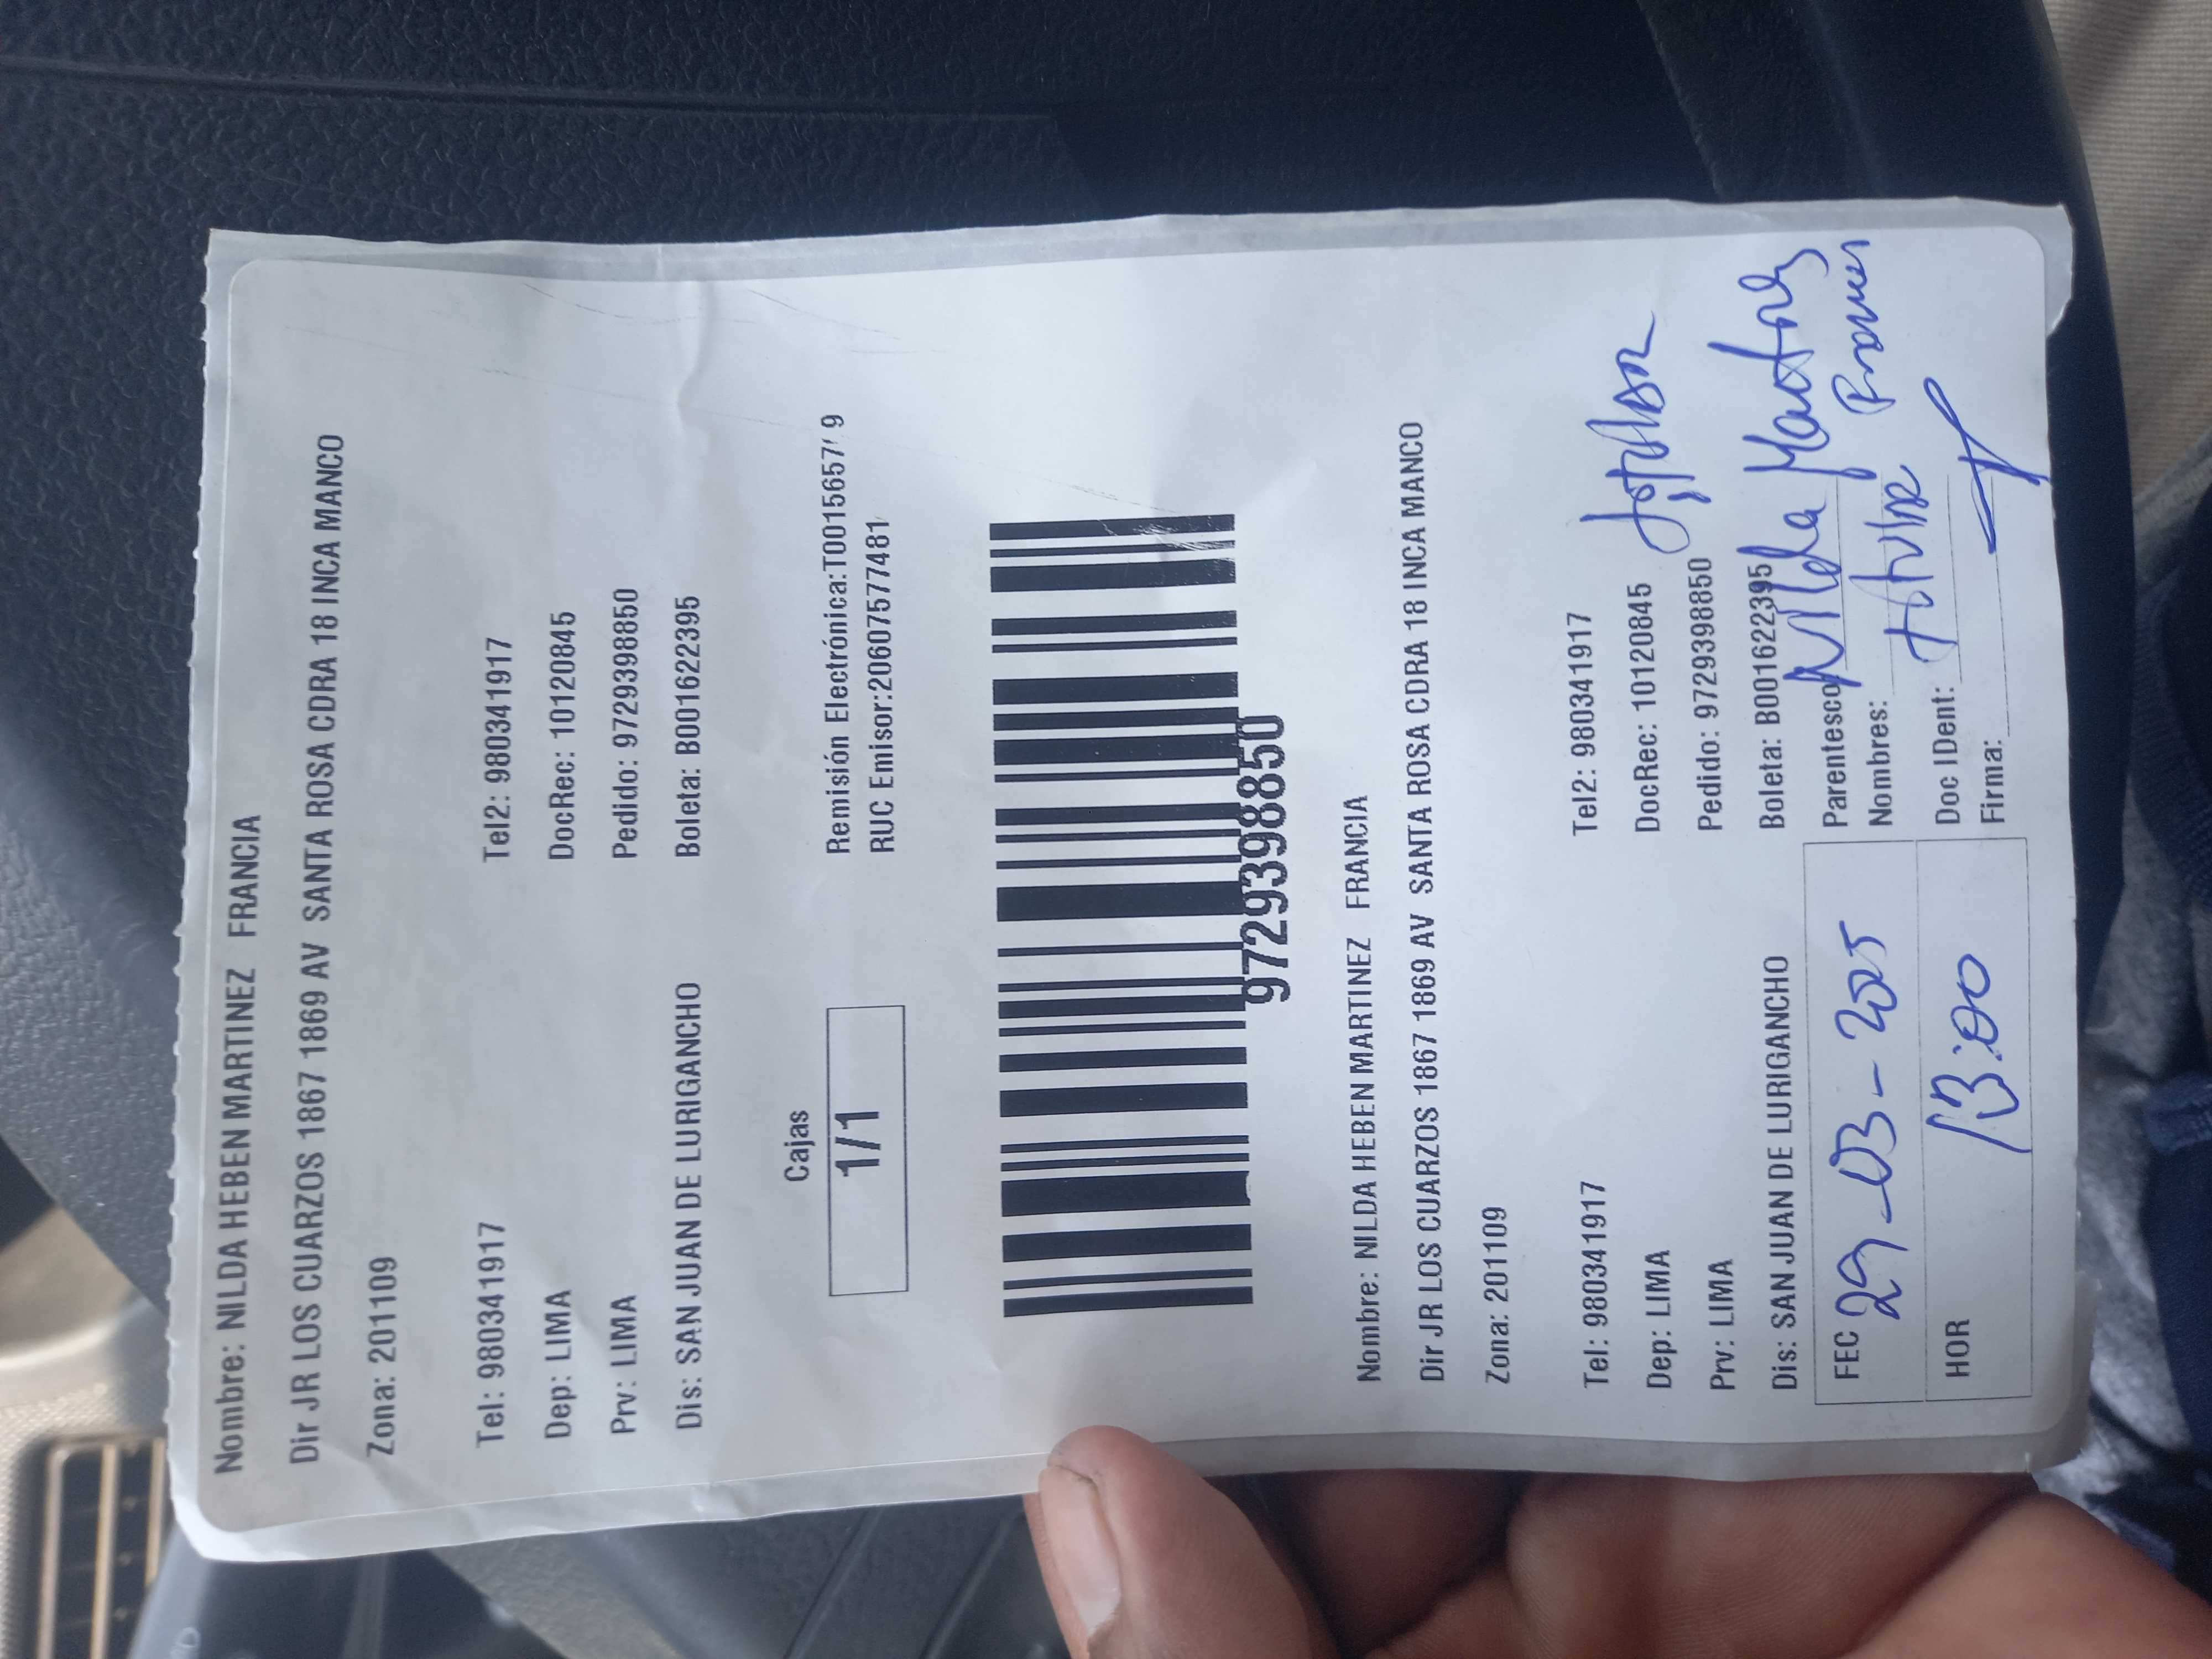 Nombre: NILDA HEBEN MARTINEZ FRANCIA
Dir JR LOS CUARZOS 1867 1869 AV SANTA ROSA CDRA 18 INCA MANCO
Zona: 201109
Tel: 980341917 Tel2: 980341917
Dep: LIMA DocRec: 10120845
Prv: LIMA Pedido: 9729398850
Dis: SAN JUAN DE LURIGANCHO Boleta: B001622395
Cajas
1/1
Remisión Electrónica:T0015657 9
RUC Emisor:20607577481
9729398850
Nombre: NILDA HEBEN MARTINEZ FRANCIA
Dir JR LOS CUARZOS 1867 1869 AV SANTA ROSA CDRA 18 INCA MANCO
Zona: 201109
Tel: 980341917 Tel2: 980341917
Dep: LIMA DocRec: 10120845
Prv: LIMA Pedido: 9729398850
Dis: SAN JUAN DE LURIGANCHO Boleta: B001622395
FEC 29-03-2025 Parentesco
Nilda
Nombres:
HOR 13:00 Doc IDent:
Firma: